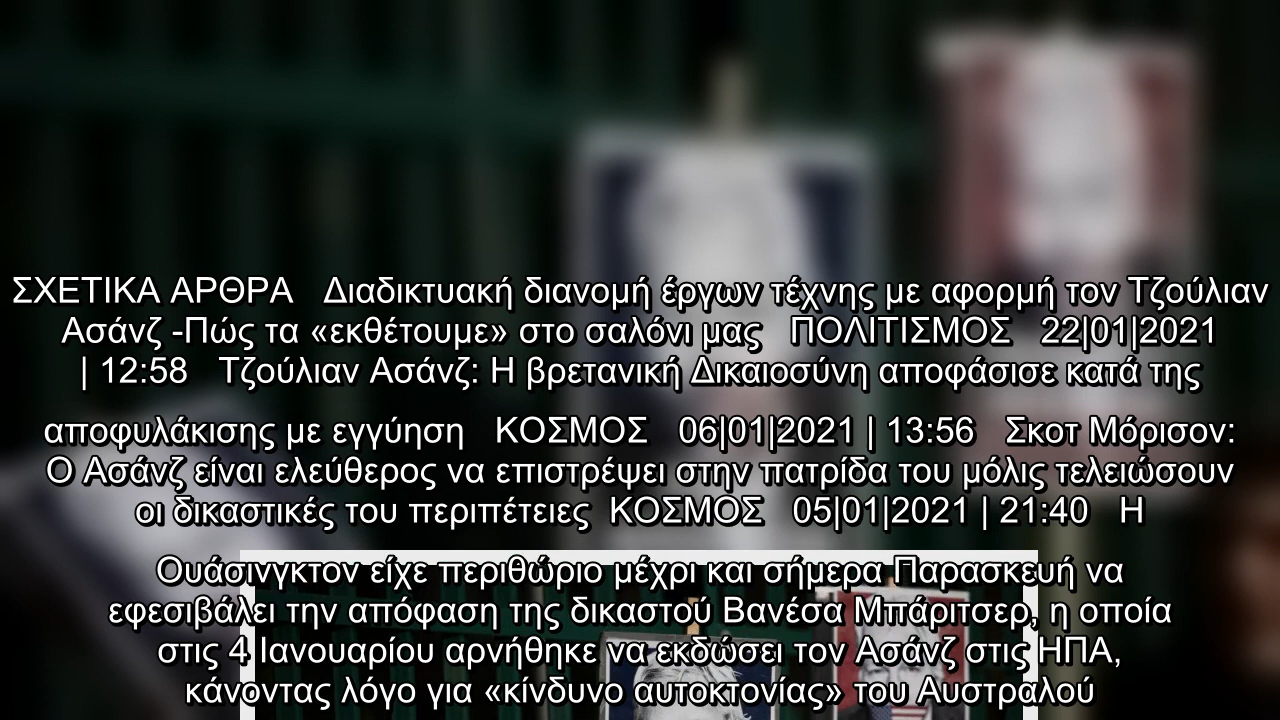 ΣΧΕΤΙΚΑ ΑΡΘΡΑ   Διαδικτυακή διανομή έργων τέχνης με αφορμή τον Τζούλιαν
Ασάνζ -Πώς τα «εκθέτουμε» στο σαλόνι μας   ΠΟΛΙΤΙΣΜΟΣ   22|01|2021
| 12:58   Τζούλιαν Ασάνζ: Η βρετανική Δικαιοσύνη αποφάσισε κατά της
αποφυλάκισης με εγγύηση   ΚΟΣΜΟΣ   06|01|2021 | 13:56   Σκοτ Μόρισον:
Ο Ασάνζ είναι ελεύθερος να επιστρέψει στην πατρίδα του μόλις τελειώσουν
οι δικαστικές του περιπέτειες  ΚΟΣΜΟΣ   05|01|2021 | 21:40   Η
Ουάσινγκτον είχε περιθώριο μέχρι και σήμερα Παρασκευή να
εφεσιβάλει την απόφαση της δικαστού Βανέσα Μπάριτσερ, η οποία
στις 4 Ιανουαρίου αρνήθηκε να εκδώσει τον Ασάνζ στις ΗΠΑ,
κάνοντας λόγο για «κίνδυνο αυτοκτονίας» του Αυστραλού